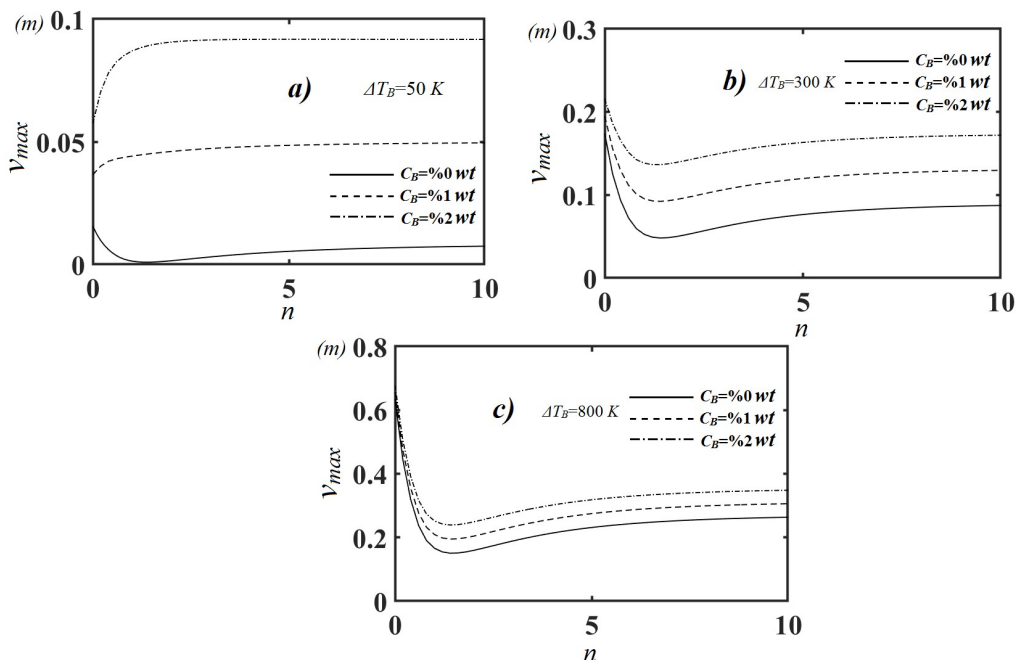 (m) 0.1
a) ΔT_B=50 K
v_max
0.05
C_B=%0 wt
C_B=%1 wt
C_B=%2 wt
0
0 5 10
n
(m) 0.3
b) ΔT_B=300 K
C_B=%0 wt
C_B=%1 wt
C_B=%2 wt
0.2
v_max
0.1
0
0 5 10
n
(m) 0.8
c) ΔT_B=800 K
C_B=%0 wt
C_B=%1 wt
C_B=%2 wt
0.6
v_max
0.4
0.2
0
0 5 10
n